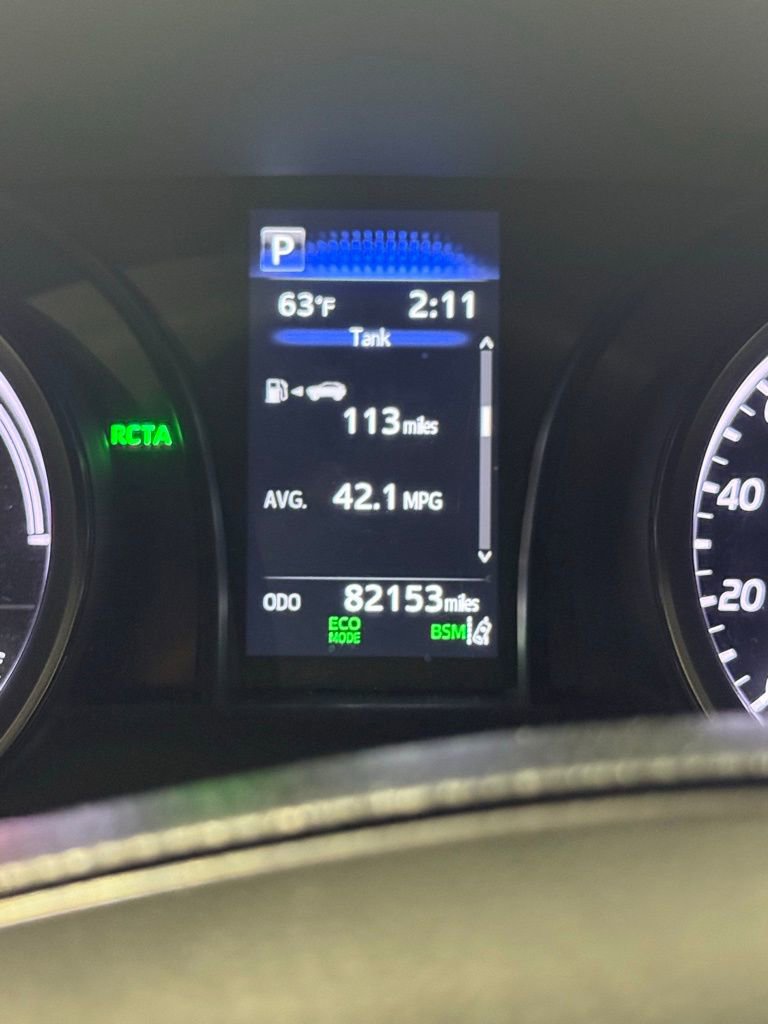 P
63°F 2:11
Tank
113 miles
RCTA
AVG. 42.1 MPG
40
ODO 82153 miles
20
ECO
MODE
BSM